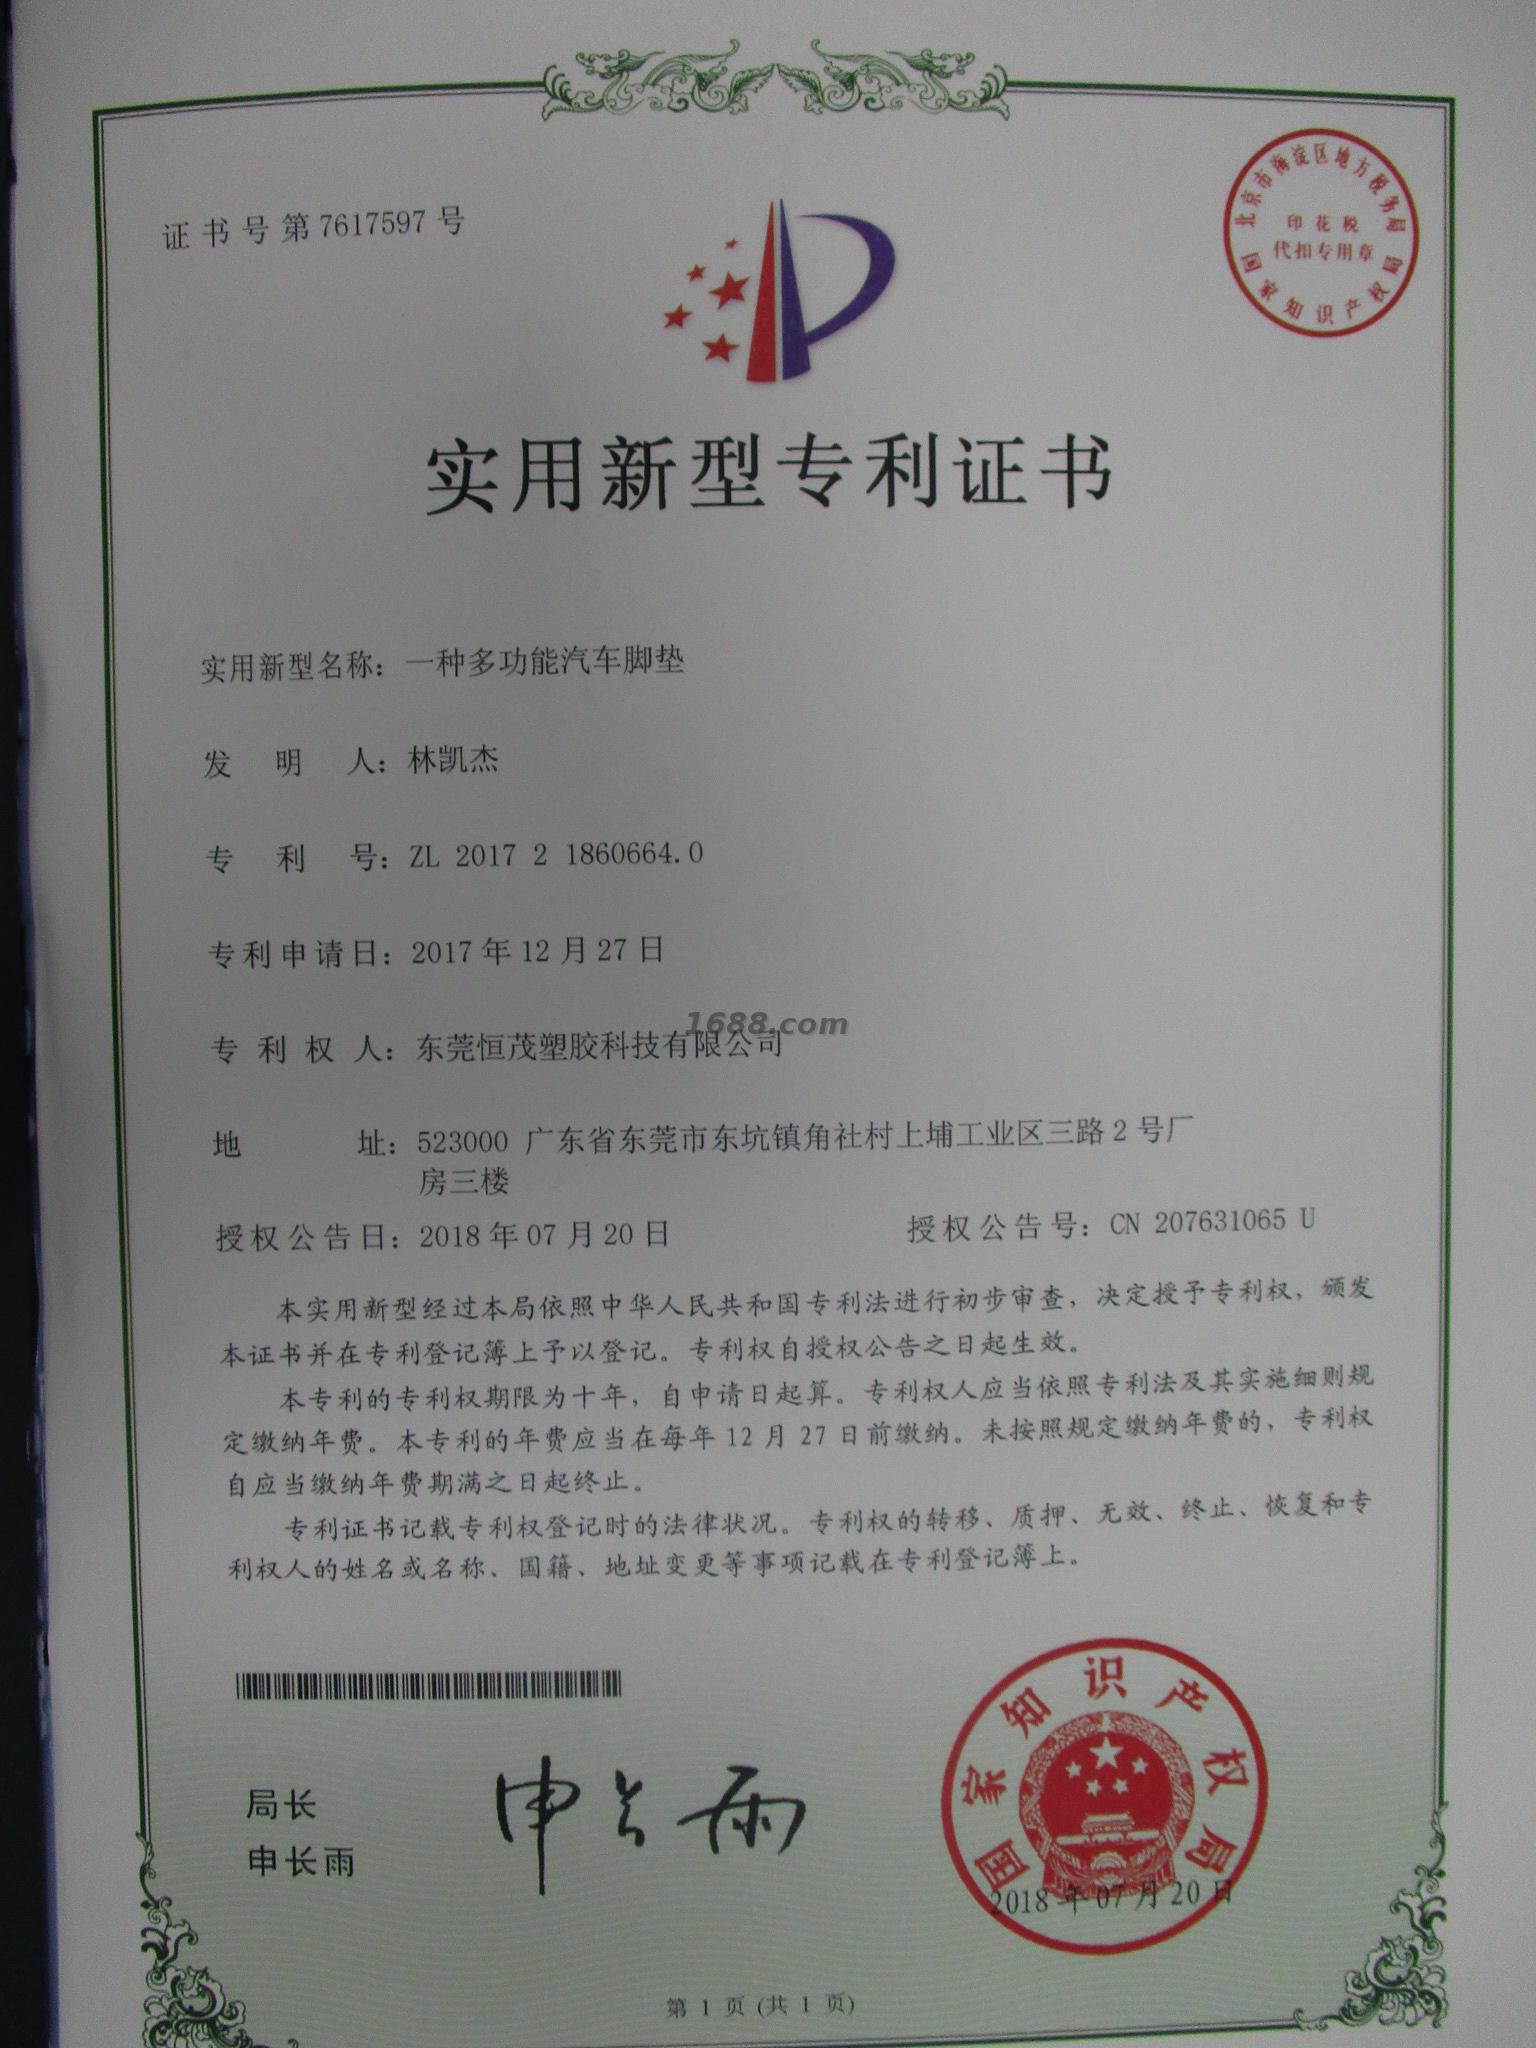 证书号第7617597号
北京市海淀区地方税务局
印花税
代扣专用章
国家知识产权局
实用新型专利证书
实用新型名称：一种多功能汽车脚垫
发明人：林凯杰
专利号：ZL 2017 2 1860664.0
专利申请日：2017年12月27日
1688.com
专利权人：东莞恒茂塑胶科技有限公司
地址：523000 广东省东莞市东坑镇角社村上埔工业区三路2号厂
房三楼
授权公告日：2018年07月20日 授权公告号：CN 207631065 U
本实用新型经过本局依照中华人民共和国专利法进行初步审查，决定授予专利权，颁发
本证书并在专利登记簿上予以登记。专利权自授权公告之日起生效。
本专利的专利权期限为十年，自申请日起算。专利权人应当依照专利法及其实施细则规
定缴纳年费。本专利的年费应当在每年12月27日前缴纳。未按照规定缴纳年费的，专利权
自应当缴纳年费期满之日起终止。
专利证书记载专利权登记时的法律状况。专利权的转移、质押、无效、终止、恢复和专
利权人的姓名或名称、国籍、地址变更等事项记载在专利登记簿上。
局长
申长雨
申长雨
国家知识产权局
2018年07月20日
第1页(共1页)